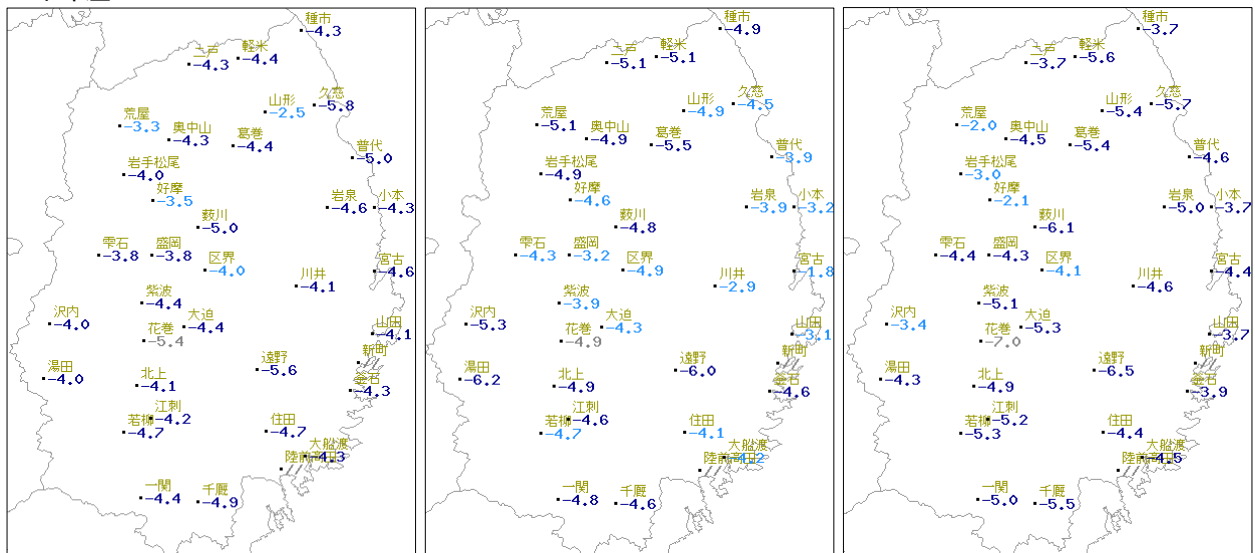 種市
-4.3
二戸
-4.3
軽米
-4.4
山形
-2.5
久慈
-5.8
荒屋
-3.3
奥中山
-4.3
葛巻
-4.4
普代
-5.0
岩手松尾
-4.0
好摩
-3.5
岩泉
-4.6
小本
-4.3
薮川
-5.0
雫石
-3.8
盛岡
-3.8
区界
-4.0
宮古
-4.6
川井
-4.1
紫波
-4.4
沢内
-4.0
大迫
-4.4
花巻
-5.4
山田
-4.1
新町
湯田
-4.0
北上
-4.1
遠野
-5.6
釜石
-4.3
江刺
-4.2
若柳
-4.7
住田
-4.7
大船渡
-4.3
陸前高田
一関
-4.4
千厩
-4.9
種市
-4.9
二戸
-5.1
軽米
-5.1
山形
-4.9
久慈
-4.5
荒屋
-5.1
奥中山
-4.9
葛巻
-5.5
普代
-3.9
岩手松尾
-4.9
好摩
-4.6
岩泉
-3.9
小本
-3.2
薮川
-4.8
雫石
-4.3
盛岡
-3.2
区界
-4.9
宮古
-1.8
川井
-2.9
紫波
-3.9
沢内
-5.3
大迫
-4.3
花巻
-4.9
山田
-3.1
新町
湯田
-6.2
北上
-4.9
遠野
-6.0
釜石
-4.6
江刺
-4.6
若柳
-4.7
住田
-4.1
大船渡
-4.2
陸前高田
一関
-4.8
千厩
-4.6
種市
-3.7
二戸
-3.7
軽米
-5.6
山形
-5.4
久慈
-5.7
荒屋
-2.0
奥中山
-4.5
葛巻
-5.4
普代
-4.6
岩手松尾
-3.0
好摩
-2.1
岩泉
-5.0
小本
-3.7
薮川
-6.1
雫石
-4.4
盛岡
-4.3
区界
-4.1
宮古
-4.4
川井
-4.6
紫波
-5.1
沢内
-3.4
大迫
-5.3
花巻
-7.0
山田
-3.7
新町
湯田
-4.3
北上
-4.9
遠野
-6.5
釜石
-3.9
江刺
-5.2
若柳
-5.3
住田
-4.4
大船渡
-4.5
陸前高田
一関
-5.0
千厩
-5.5